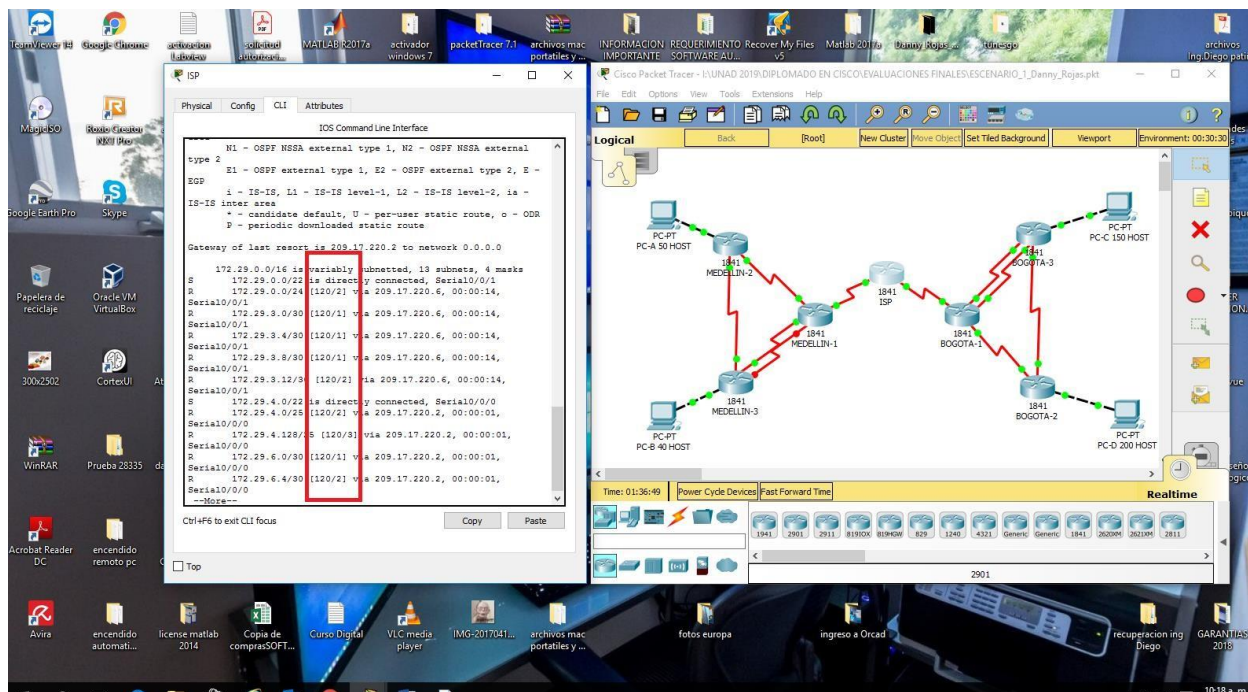 TeamViewer 14
Google Chrome
activacion Labview
solicitud autorizaci...
MATLAB R2017a
activador windows 7
packetTracer 7.1
archivos mac portatiles y ...
INFORMACION IMPORTANTE
REQUERIMIENTO SOFTWARE AU...
Recover My Files v5
Matlab 2017a
Danny_Rojas_...
tunesgo
archivos Ing.Diego pati
MagicISO
Roxio Creator NXT Pro
Google Earth Pro
Skype
Papelera de reciclaje
Oracle VM VirtualBox
300x2502
CortexUI
WinRAR
Prueba 28335
Acrobat Reader DC
encendido remoto pc
ISP
Physical Config CLI Attributes
IOS Command Line Interface
N1 - OSPF NSSA external type 1, N2 - OSPF NSSA external
type 2
E1 - OSPF external type 1, E2 - OSPF external type 2, E -
EGP
i - IS-IS, L1 - IS-IS level-1, L2 - IS-IS level-2, ia -
IS-IS inter area
* - candidate default, U - per-user static route, o - ODR
P - periodic downloaded static route
Gateway of last resort is 209.17.220.2 to network 0.0.0.0
172.29.0.0/16 is variably subnetted, 13 subnets, 4 masks
S 172.29.0.0/22 is directly connected, Serial0/0/1
R 172.29.0.0/24 [120/2] via 209.17.220.6, 00:00:14,
Serial0/0/1
R 172.29.3.0/30 [120/1] via 209.17.220.6, 00:00:14,
Serial0/0/1
R 172.29.3.4/30 [120/1] via 209.17.220.6, 00:00:14,
Serial0/0/1
R 172.29.3.8/30 [120/1] via 209.17.220.6, 00:00:14,
Serial0/0/1
R 172.29.3.12/30 [120/2] via 209.17.220.6, 00:00:14,
Serial0/0/1
S 172.29.4.0/22 is directly connected, Serial0/0/0
R 172.29.4.0/25 [120/2] via 209.17.220.2, 00:00:01,
Serial0/0/0
R 172.29.4.128/25 [120/3] via 209.17.220.2, 00:00:01,
Serial0/0/0
R 172.29.6.0/30 [120/1] via 209.17.220.2, 00:00:01,
Serial0/0/0
R 172.29.6.4/30 [120/2] via 209.17.220.2, 00:00:01,
Serial0/0/0
--More--
Ctrl+F6 to exit CLI focus
Copy Paste
Top
Cisco Packet Tracer - I:\UNAD 2019\DIPLOMADO EN CISCO\EVALUACIONES FINALES\ESCENARIO_1_Danny_Rojas.pkt
File Edit Options View Tools Extensions Help
Logical Back [Root] New Cluster Move Object Set Tiled Background Viewport Environment: 00:30:30
PC-PT
PC-A 50 HOST
1841
MEDELLIN-2
1841
MEDELLIN-1
1841
MEDELLIN-3
PC-PT
PC-B 40 HOST
1841
ISP
1841
BOGOTA-1
1841
BOGOTA-3
PC-PT
PC-C 150 HOST
1841
BOGOTA-2
PC-PT
PC-D 200 HOST
Time: 01:36:49 Power Cycle Devices Fast Forward Time Realtime
1941 2901 2911 819IOX 819HGW 829 1240 4321 Generic Generic 1841 2620XM 2621XM 2811
2901
Avira
encendido automati...
license matlab 2014
Copia de comprasSOFT...
Curso Digital
VLC media player
IMG-2017041...
archivos mac portatiles y ...
fotos europa
ingreso a Orcad
recuperacion ing Diego
GARANTIAS 2018
10:18 a. m.